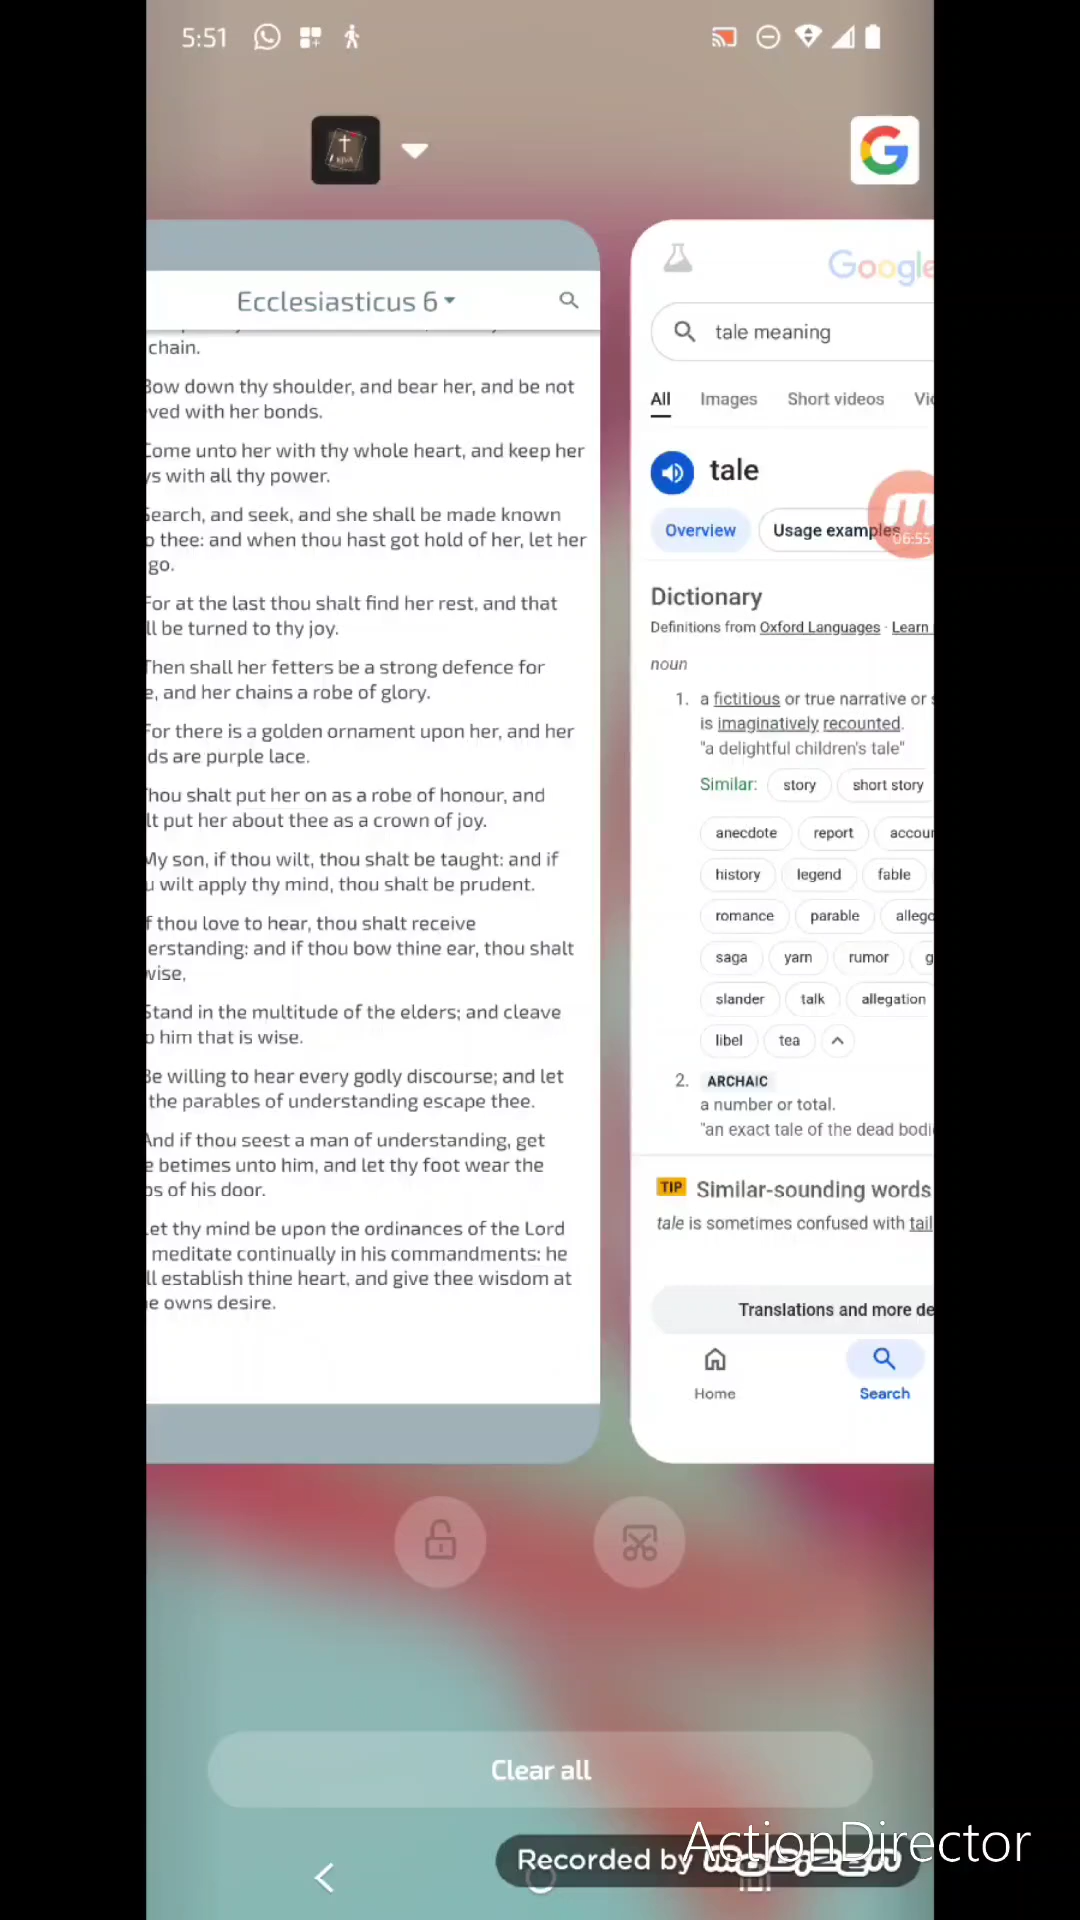 5:51
KJVA
Ecclesiasticus 6
chain.
Bow down thy shoulder, and bear her, and be not
ved with her bonds.
Come unto her with thy whole heart, and keep her
ys with all thy power.
Search, and seek, and she shall be made known
o thee: and when thou hast got hold of her, let her
go.
For at the last thou shalt find her rest, and that
ll be turned to thy joy.
Then shall her fetters be a strong defence for
e, and her chains a robe of glory.
For there is a golden ornament upon her, and her
ds are purple lace.
Thou shalt put her on as a robe of honour, and
lt put her about thee as a crown of joy.
My son, if thou wilt, thou shalt be taught: and if
u wilt apply thy mind, thou shalt be prudent.
f thou love to hear, thou shalt receive
erstanding: and if thou bow thine ear, thou shalt
wise,
Stand in the multitude of the elders; and cleave
o him that is wise.
Be willing to hear every godly discourse; and let
the parables of understanding escape thee.
And if thou seest a man of understanding, get
e betimes unto him, and let thy foot wear the
ps of his door.
Let thy mind be upon the ordinances of the Lord
meditate continually in his commandments: he
ll establish thine heart, and give thee wisdom at
e owns desire.
Google
tale meaning
All Images Short videos Vi
tale
Overview Usage examples
06:55
Dictionary
Definitions from Oxford Languages · Learn
noun
1. a fictitious or true narrative or s
is imaginatively recounted.
"a delightful children's tale"
Similar: story short story
anecdote report accoun
history legend fable
romance parable allego
saga yarn rumor g
slander talk allegation
libel tea
2. ARCHAIC
a number or total.
"an exact tale of the dead bodi
TIP Similar-sounding words
tale is sometimes confused with tail
Translations and more de
Home Search
Clear all
ActionDirector
Recorded by